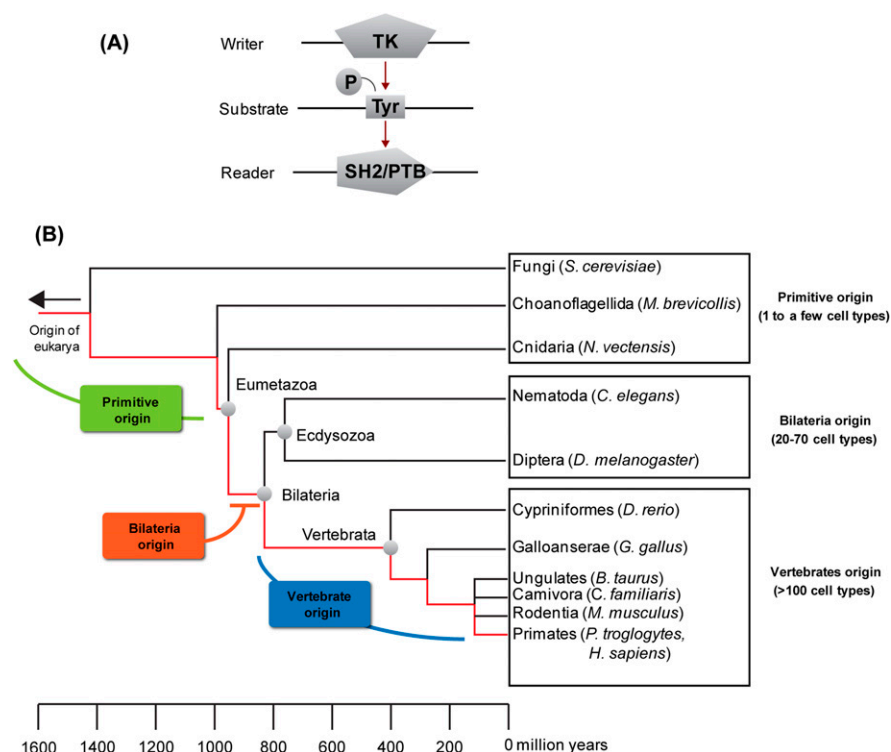 (A)
Writer
TK
P
Substrate
Tyr
Reader
SH2/PTB
(B)
Fungi (S. cerevisiae)
Choanoflagellida (M. brevicollis)
Cnidaria (N. vectensis)
Primitive origin
(1 to a few cell types)
Origin of
eukarya
Eumetazoa
Primitive
origin
Nematoda (C. elegans)
Ecdysozoa
Diptera (D. melanogaster)
Bilateria origin
(20-70 cell types)
Bilateria
Bilateria
origin
Vertebrata
Cypriniformes (D. rerio)
Galloanserae (G. gallus)
Ungulates (B. taurus)
Camivora (C. familiaris)
Rodentia (M. musculus)
Primates (P. troglogytes,
H. sapiens)
Vertebrates origin
(>100 cell types)
Vertebrate
origin
1600 1400 1200 1000 800 600 400 200 0 million years